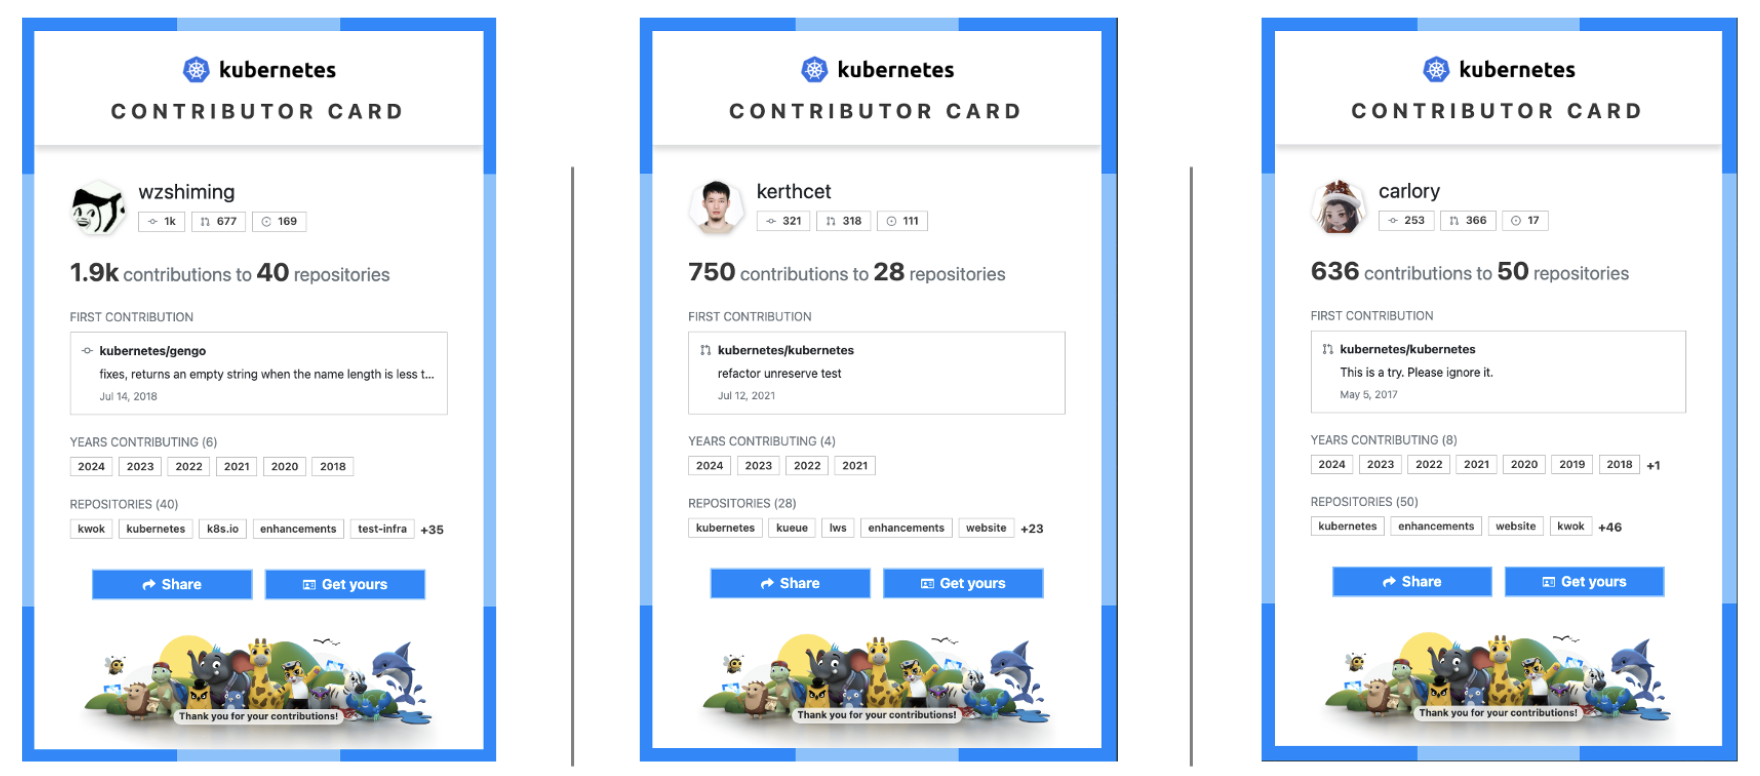 kubernetes
CONTRIBUTOR CARD
wzshiming
1k 677 169
1.9k contributions to 40 repositories
FIRST CONTRIBUTION
kubernetes/gengo
fixes, returns an empty string when the name length is less t...
Jul 14, 2018
YEARS CONTRIBUTING (6)
2024 2023 2022 2021 2020 2018
REPOSITORIES (40)
kwok kubernetes k8s.io enhancements test-infra +35
Share Get yours
Thank you for your contributions!
kubernetes
CONTRIBUTOR CARD
kerthcet
321 318 111
750 contributions to 28 repositories
FIRST CONTRIBUTION
kubernetes/kubernetes
refactor unreserve test
Jul 12, 2021
YEARS CONTRIBUTING (4)
2024 2023 2022 2021
REPOSITORIES (28)
kubernetes kueue lws enhancements website +23
Share Get yours
Thank you for your contributions!
kubernetes
CONTRIBUTOR CARD
carlory
253 366 17
636 contributions to 50 repositories
FIRST CONTRIBUTION
kubernetes/kubernetes
This is a try. Please ignore it.
May 5, 2017
YEARS CONTRIBUTING (8)
2024 2023 2022 2021 2020 2019 2018 +1
REPOSITORIES (50)
kubernetes enhancements website kwok +46
Share Get yours
Thank you for your contributions!